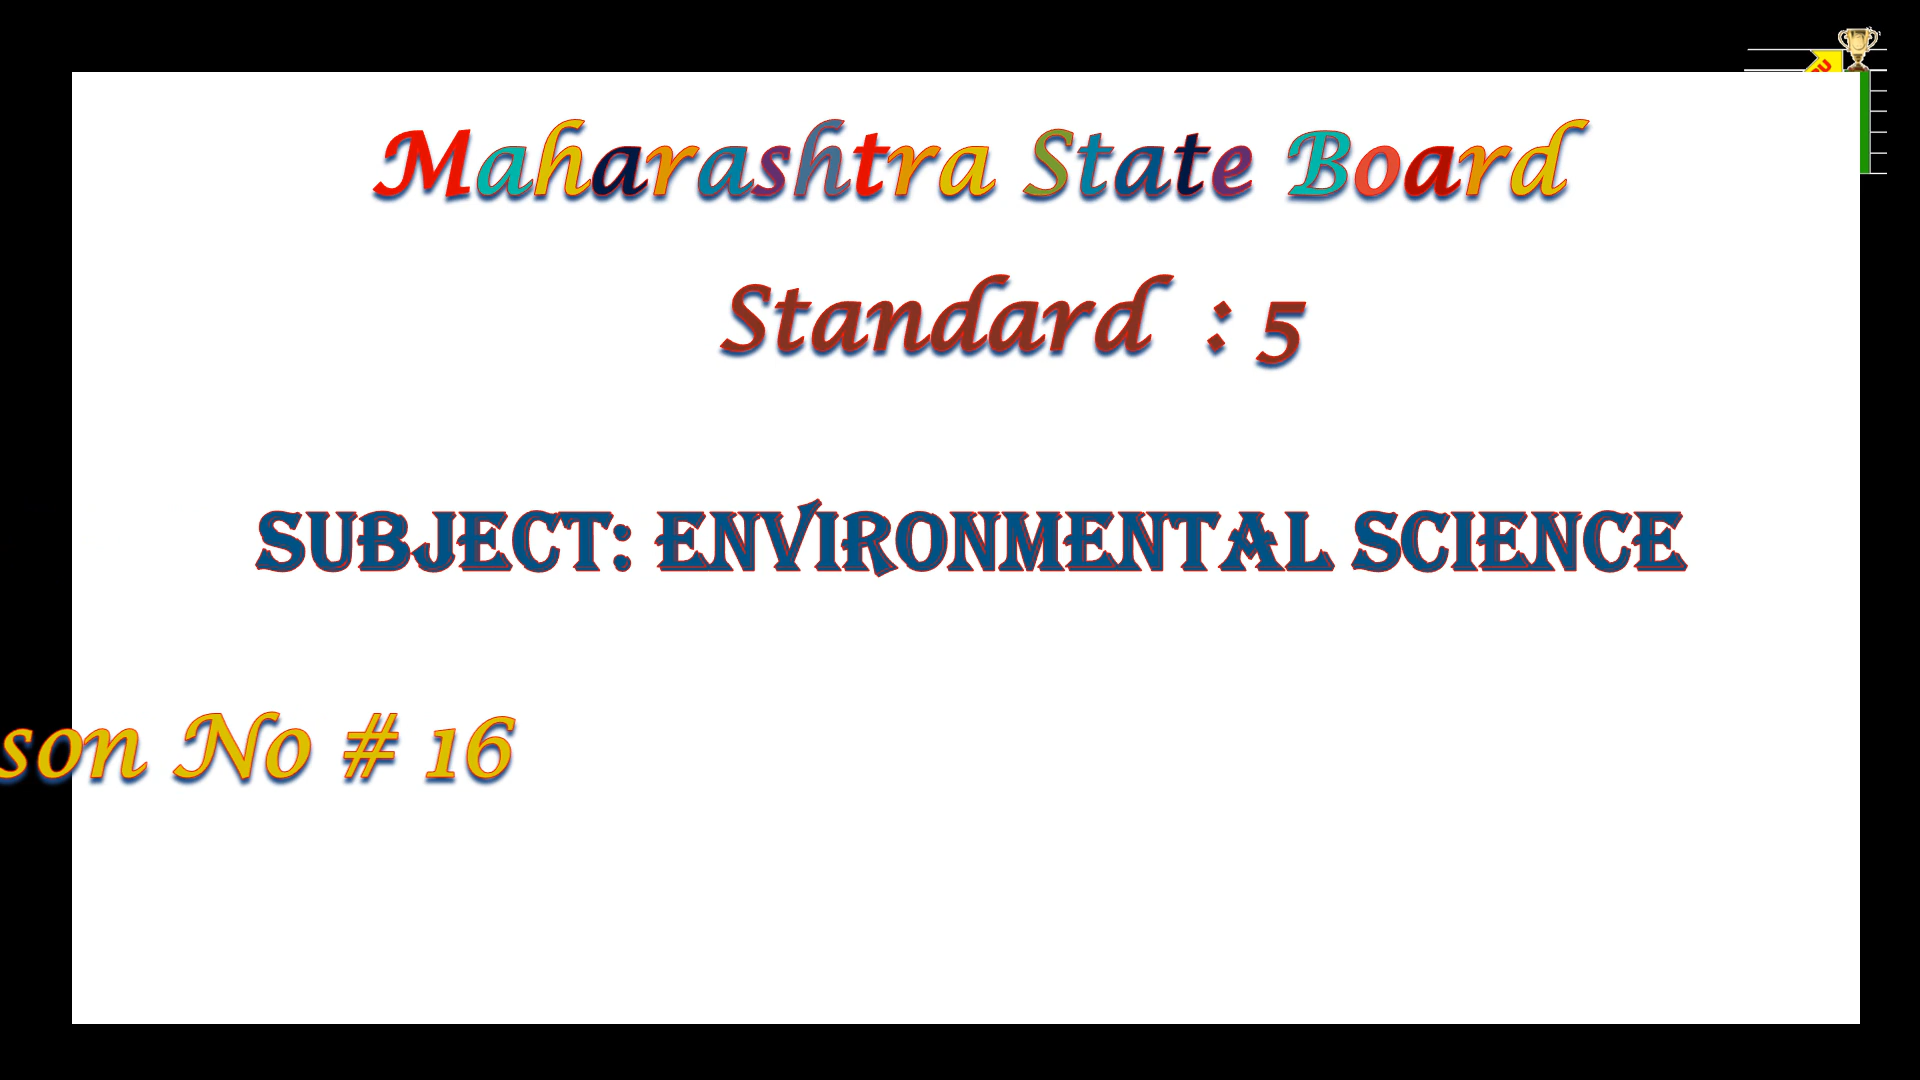 Maharashtra State Board
Standard : 5
SUBJECT: ENVIRONMENTAL SCIENCE
son No # 16